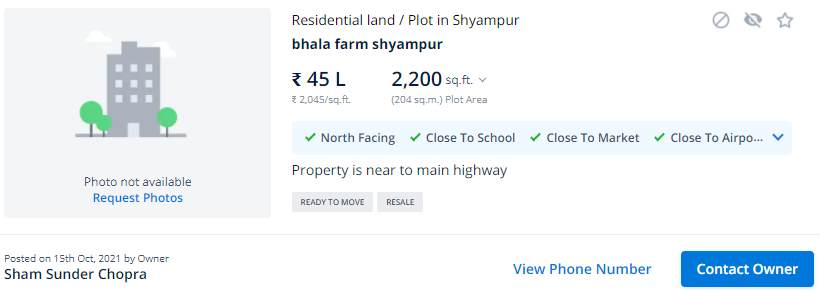 Photo not available
Request Photos
Residential land / Plot in Shyampur
bhala farm shyampur
₹ 45 L
₹ 2,045/sq.ft.
2,200 sq.ft.
(204 sq.m.) Plot Area
North Facing
Close To School
Close To Market
Close To Airpo...
Property is near to main highway
READY TO MOVE
RESALE
Posted on 15th Oct, 2021 by Owner
Sham Sunder Chopra
View Phone Number
Contact Owner